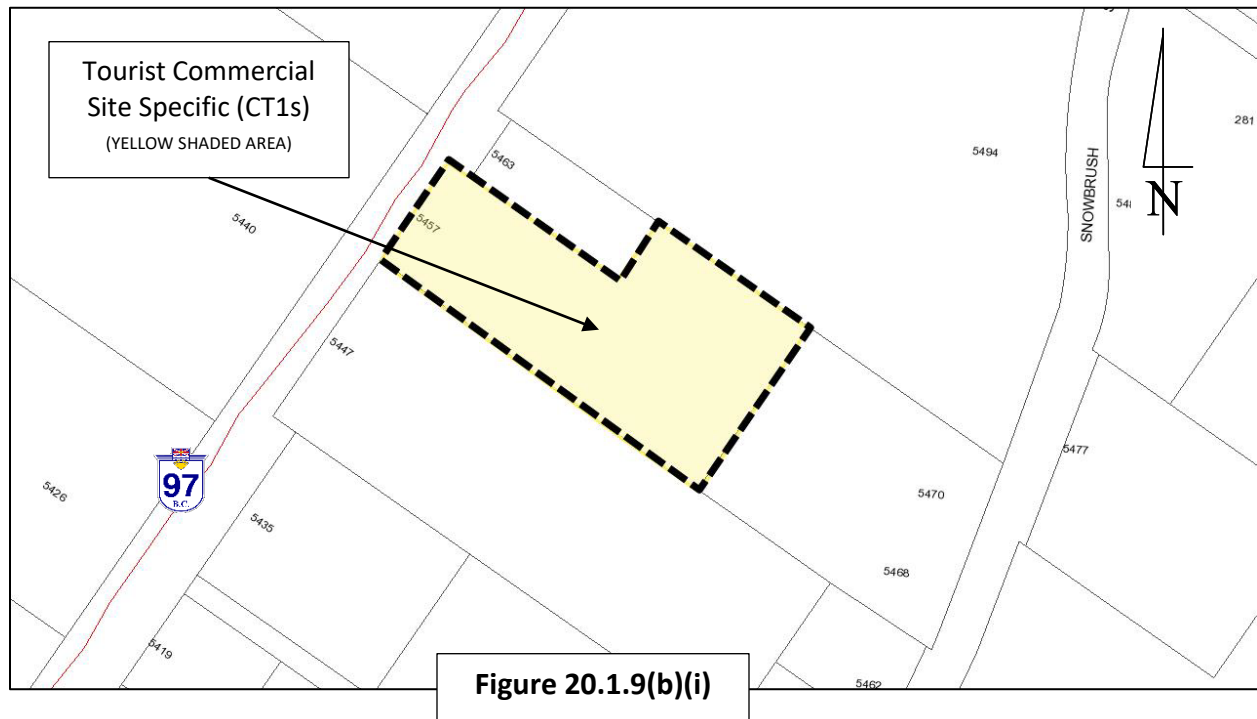 Tourist Commercial
Site Specific (CT1s)
(YELLOW SHADED AREA)
5463
5494
281
SNOWBRUSH
N
5457
5440
5447
5477
97
B.C.
5426
5435
5470
5468
5419
5462
Figure 20.1.9(b)(i)